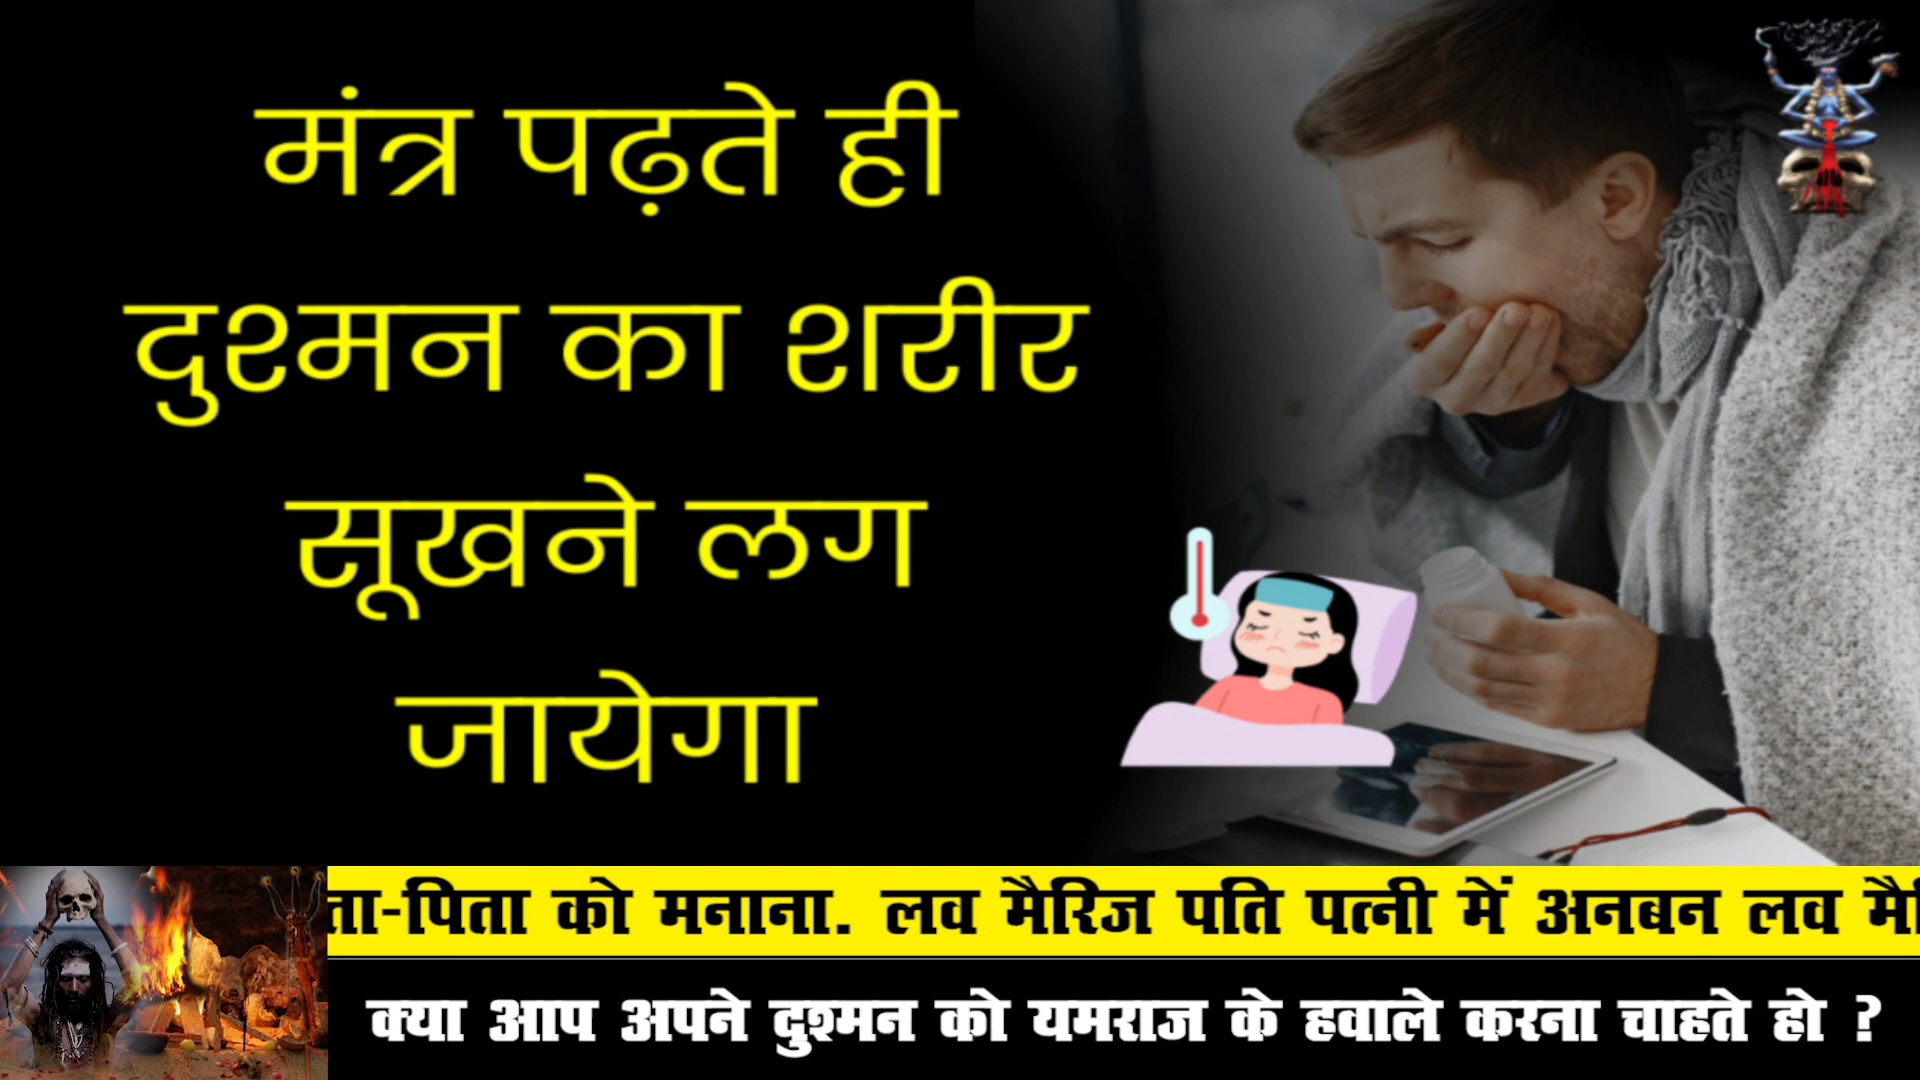 मंत्र पढ़ते ही
दुश्मन का शरीर
सूखने लग
जायेगा
ता-पिता को मनाना. लव मैरिज पति पत्नी में अनबन लव
क्या आप अपने दुश्मन को यमराज के हवाले करना चाहते हो ?